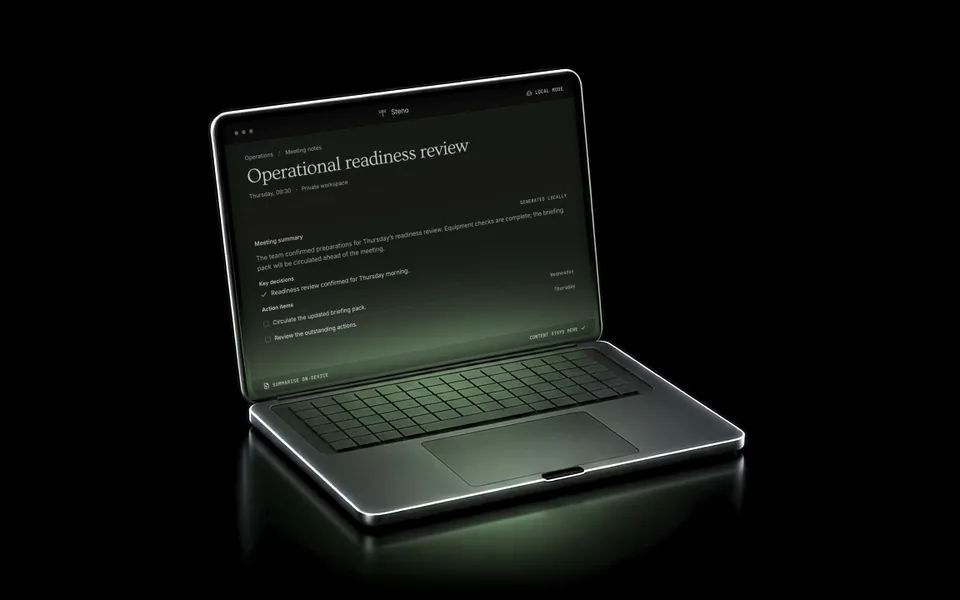 Steno
LOCAL MODE
Operations / Meeting notes
Operational readiness review
Thursday, 09:30 · Private workspace
GENERATED LOCALLY
Meeting summary
The team confirmed preparations for Thursday's readiness review. Equipment checks are complete; the briefing
pack will be circulated ahead of the meeting.
Key decisions
Readiness review confirmed for Thursday morning.
Action items
Circulate the updated briefing pack.
Wednesday
Review the outstanding actions.
Thursday
SUMMARISE ON-DEVICE
CONTENT STAYS HERE